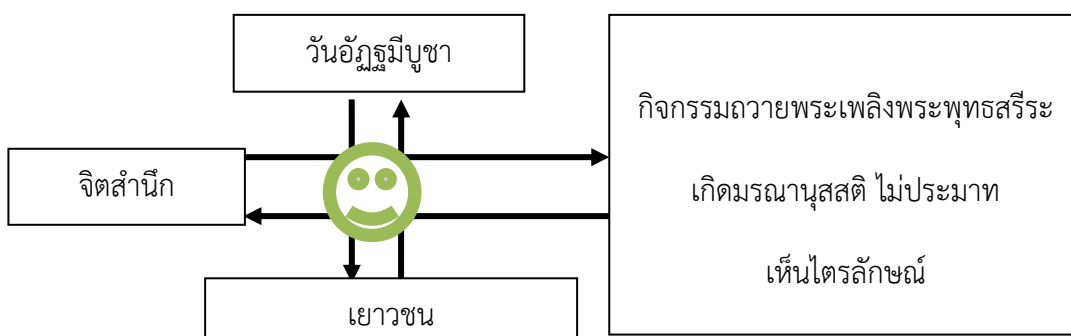 วันอัฏฐมีบูชา
จิตสำนึก
กิจกรรมถวายพระเพลิงพระพุทธสรีระ
เกิดมรณานุสสติ ไม่ประมาท
เห็นไตรลักษณ์
เยาวชน